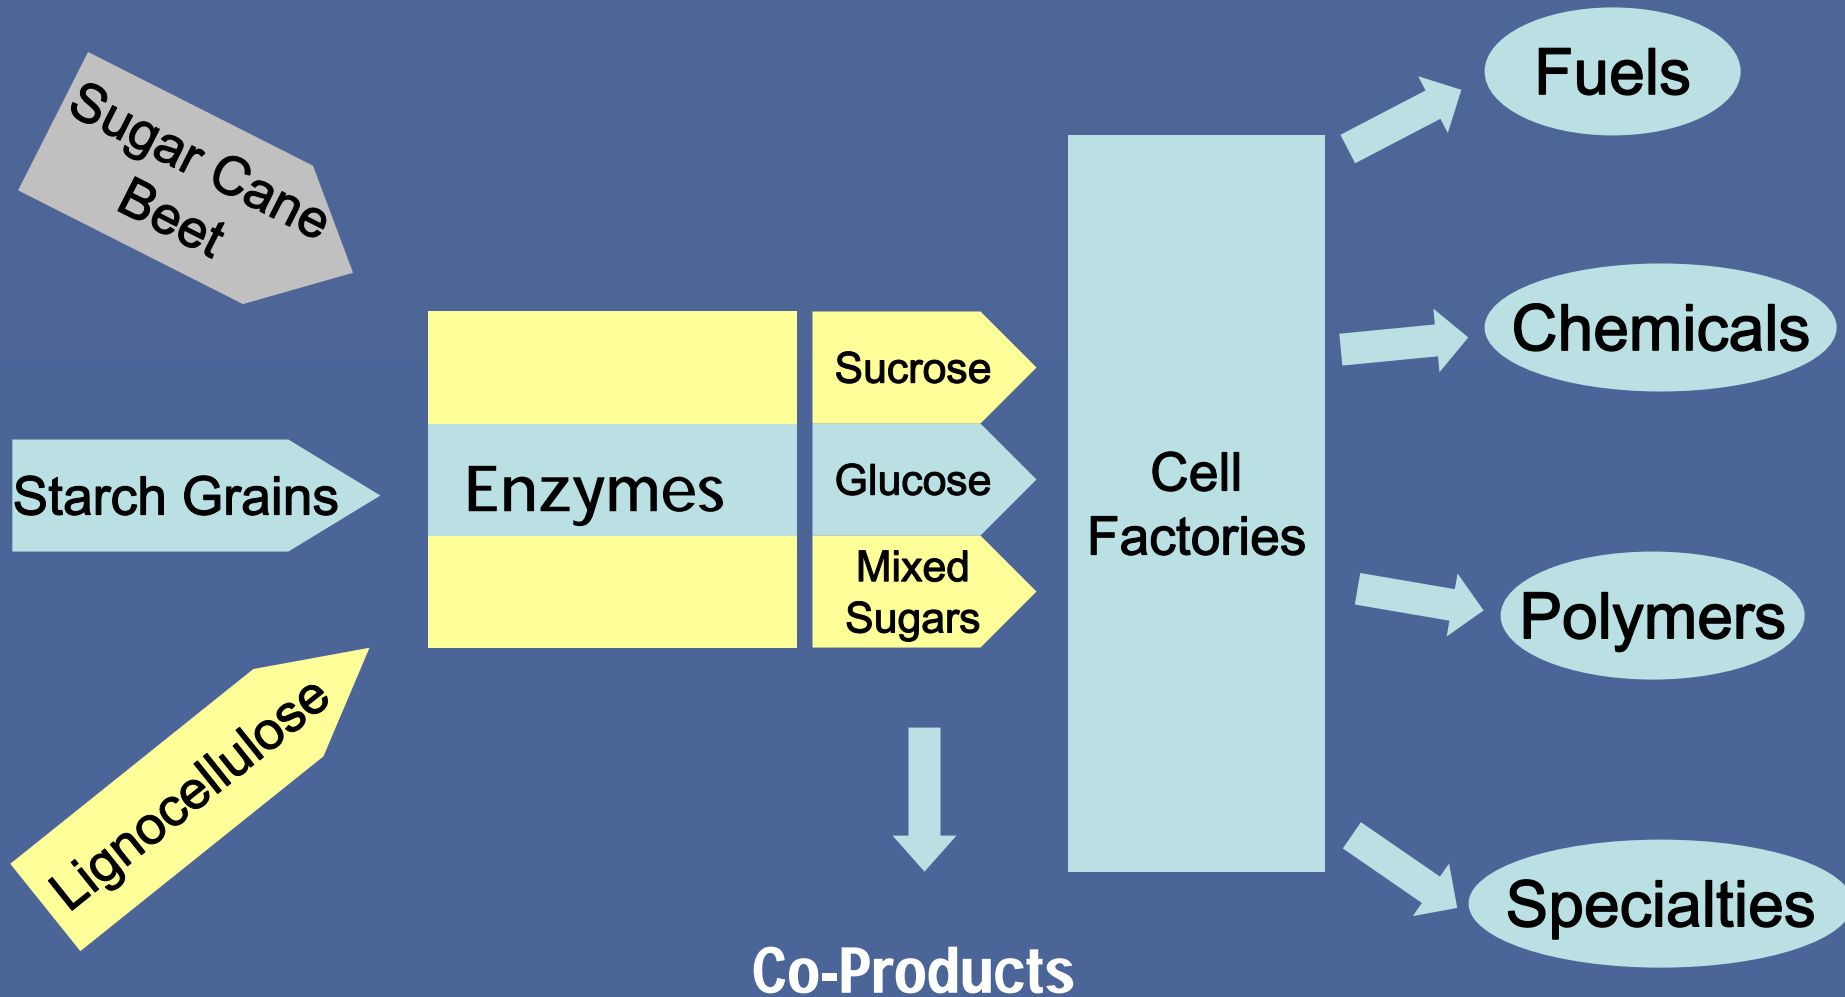 Sugar Cane
Beet
Starch Grains
Lignocellulose
Enzymes
Sucrose
Glucose
Mixed
Sugars
Co-Products
Cell
Factories
Fuels
Chemicals
Polymers
Specialties